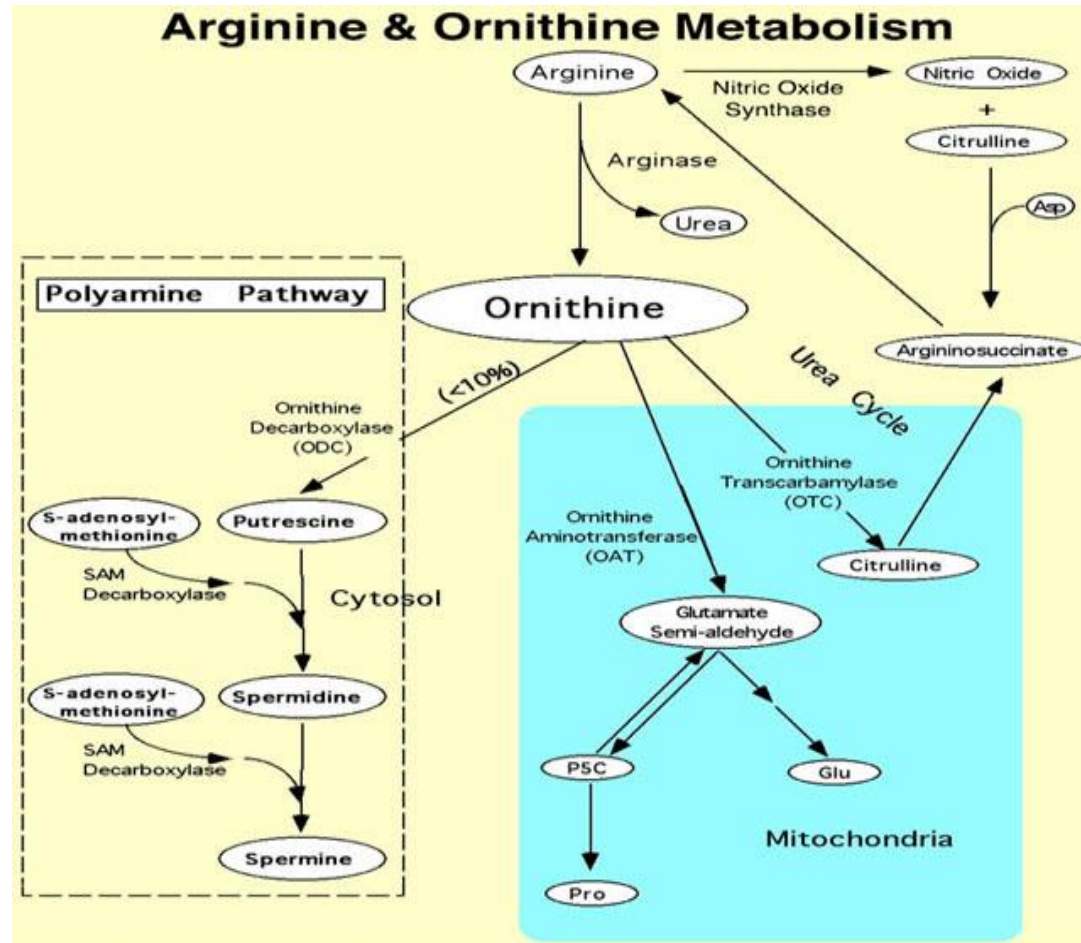 Arginine & Ornithine Metabolism
Arginine
Nitric Oxide
Synthase
Nitric Oxide
+
Citrulline
Arginase
Urea
Asp
Polyamine Pathway
Ornithine
Argininosuccinate
Urea Cycle
(<10%)
Ornithine
Decarboxylase
(ODC)
Ornithine
Transcarbamylase
(OTC)
Ornithine
Aminotransferase
(OAT)
Citrulline
S-adenosyl-
methionine
Putrescine
SAM
Decarboxylase
Cytosol
Glutamate
Semi-aldehyde
S-adenosyl-
methionine
Spermidine
SAM
Decarboxylase
P5C
Glu
Mitochondria
Spermine
Pro